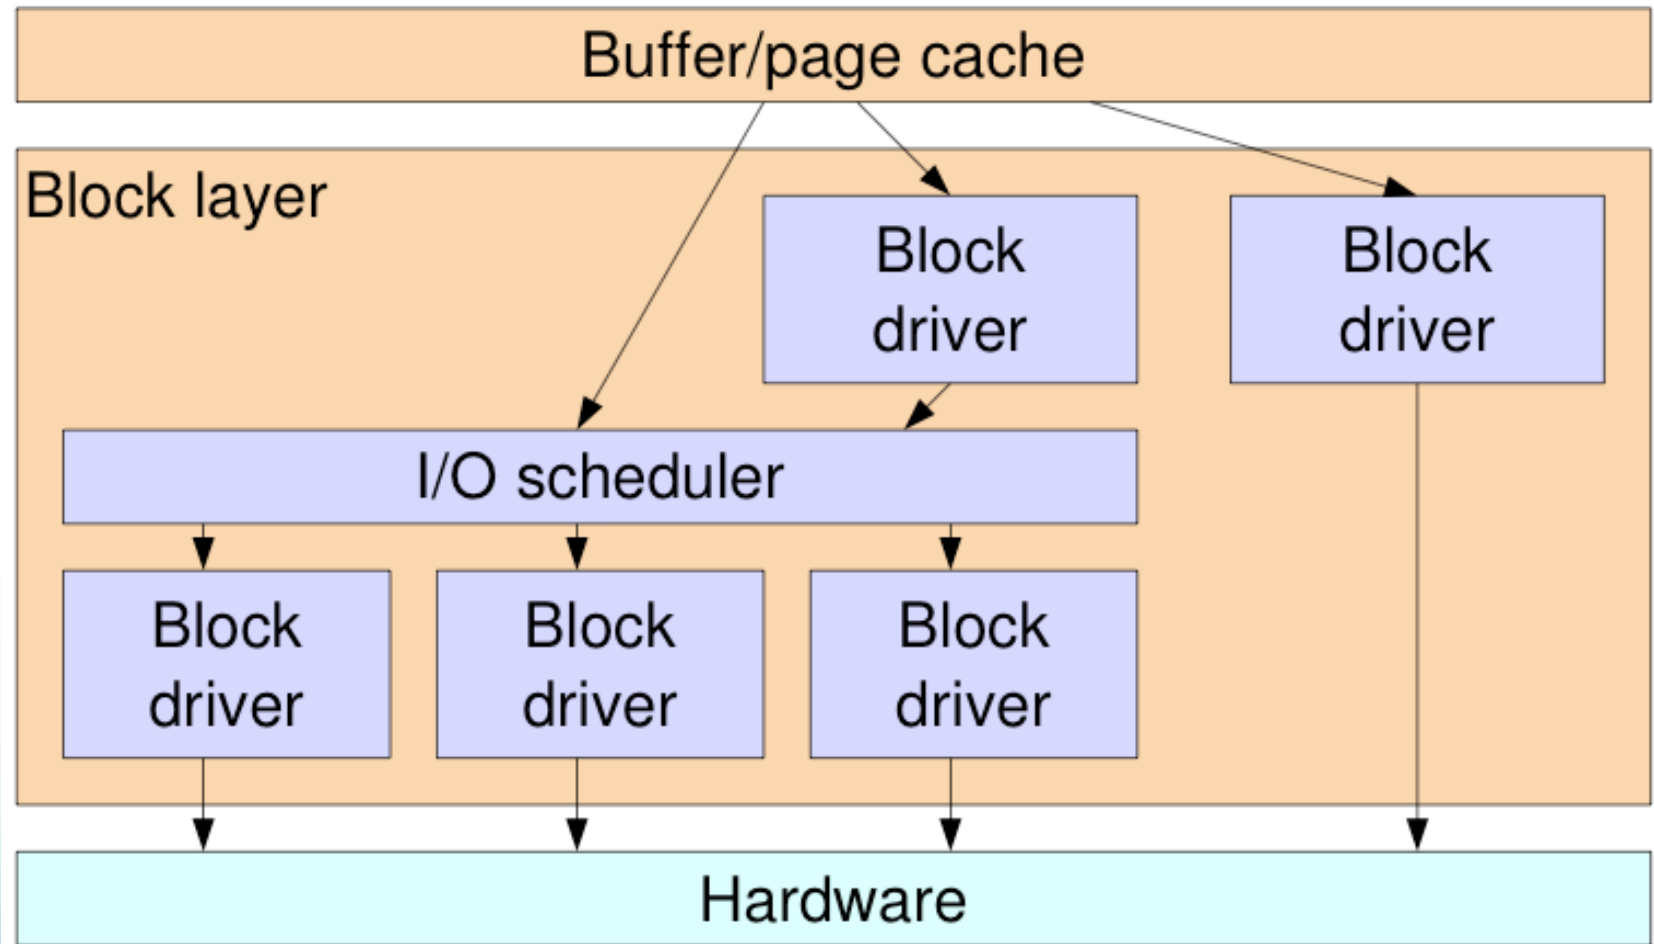 Buffer/page cache
Block layer
Block
driver
Block
driver
I/O scheduler
Block
driver
Block
driver
Block
driver
Hardware